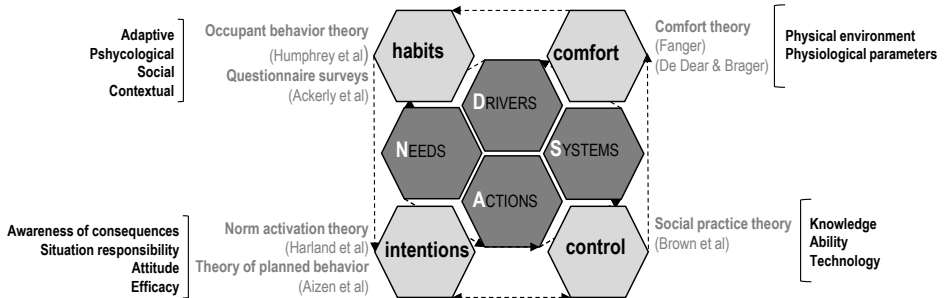 Adaptive
Pshycological
Social
Contextual
Occupant behavior theory
(Humphrey et al)
Questionnaire surveys
(Ackerly et al)
habits
comfort
Comfort theory
(Fanger)
(De Dear & Brager)
Physical environment
Physiological parameters
DRIVERS
NEEDS
SYSTEMS
ACTIONS
Awareness of consequences
Situation responsibility
Attitude
Efficacy
Norm activation theory
(Harland et al)
Theory of planned behavior
(Aizen et al)
intentions
control
Social practice theory
(Brown et al)
Knowledge
Ability
Technology